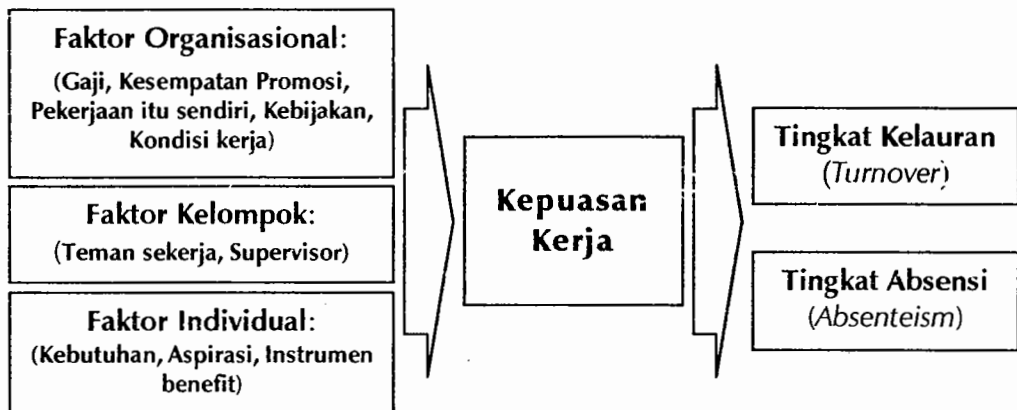 Faktor Organisasional:
(Gaji, Kesempatan Promosi,
Pekerjaan itu sendiri, Kebijakan,
Kondisi kerja)
Faktor Kelompok:
(Teman sekerja, Supervisor)
Faktor Individual:
(Kebutuhan, Aspirasi, Instrumen
benefit)
Kepuasan
Kerja
Tingkat Kelauran
(Turnover)
Tingkat Absensi
(Absenteism)